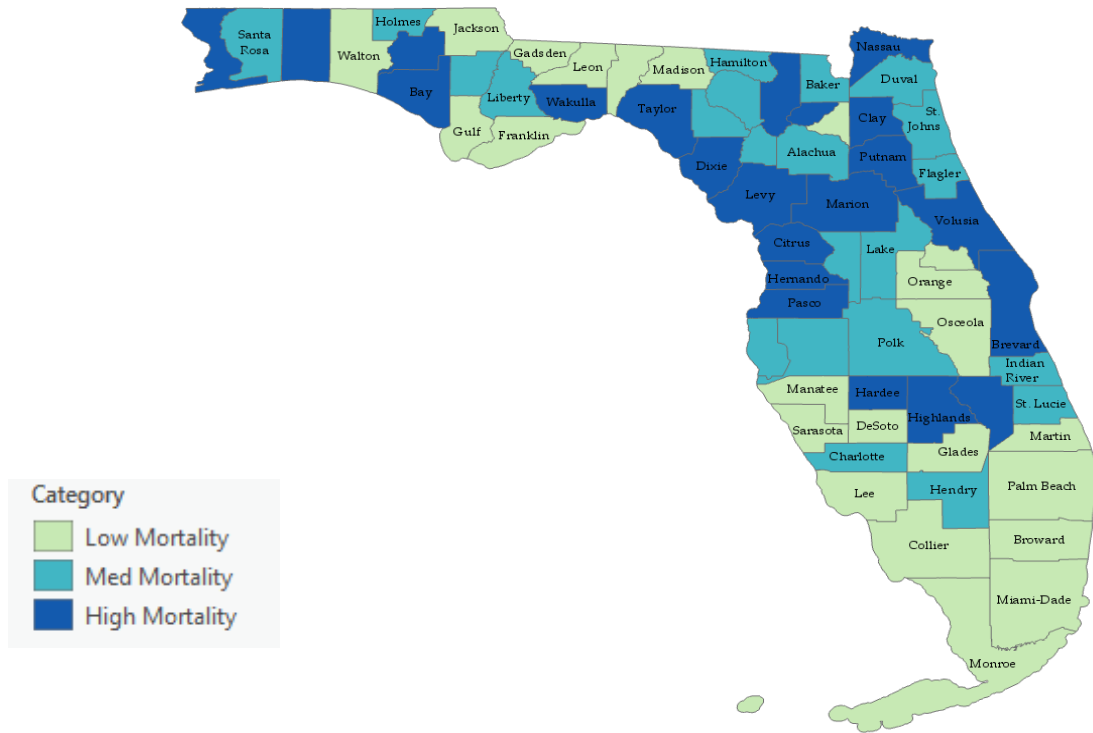 Holmes
Jackson
Santa
Rosa
Walton
Gadsden
Leon
Madison
Hamilton
Nassau
Baker
Duval
Bay
Liberty
Wakulla
Taylor
Clay
St.
Johns
Gulf
Franklin
Dixie
Alachua
Putnam
Flagler
Levy
Marion
Volusia
Citrus
Lake
Hernando
Orange
Pasco
Osceola
Polk
Brevard
Indian
River
Manatee
Hardee
Highlands
St. Lucie
Sarasota
DeSoto
Martin
Charlotte
Glades
Lee
Hendry
Palm Beach
Collier
Broward
Miami-Dade
Monroe
Category
Low Mortality
Med Mortality
High Mortality